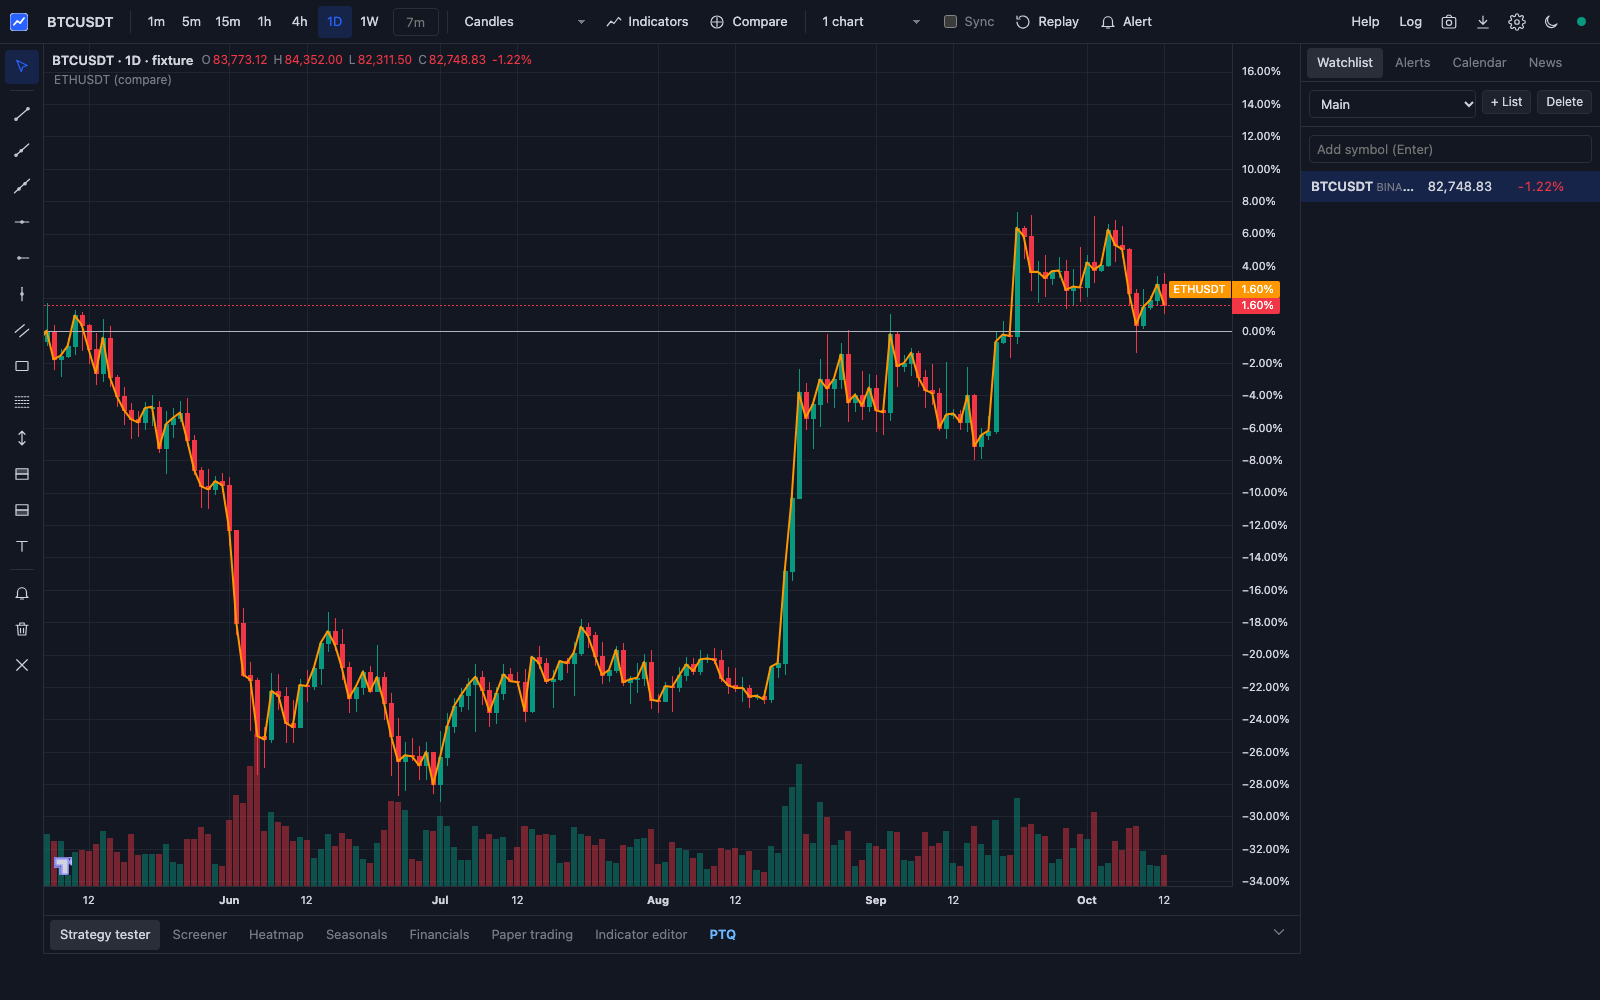 BTCUSDT 1m 5m 15m 1h 4h 1D 1W 7m Candles Indicators Compare 1 chart Sync Replay Alert Help Log
BTCUSDT · 1D · fixture O 83,773.12 H 84,352.00 L 82,311.50 C 82,748.83 -1.22%
ETHUSDT (compare)
16.00%
14.00%
12.00%
10.00%
8.00%
6.00%
4.00%
ETHUSDT 1.60%
1.60%
0.00%
−2.00%
−4.00%
−6.00%
−8.00%
−10.00%
−12.00%
−14.00%
−16.00%
−18.00%
−20.00%
−22.00%
−24.00%
−26.00%
−28.00%
−30.00%
−32.00%
−34.00%
12 Jun 12 Jul 12 Aug 12 Sep 12 Oct 12
Watchlist Alerts Calendar News
Main + List Delete
Add symbol (Enter)
BTCUSDT BINA... 82,748.83 -1.22%
Strategy tester Screener Heatmap Seasonals Financials Paper trading Indicator editor PTQ